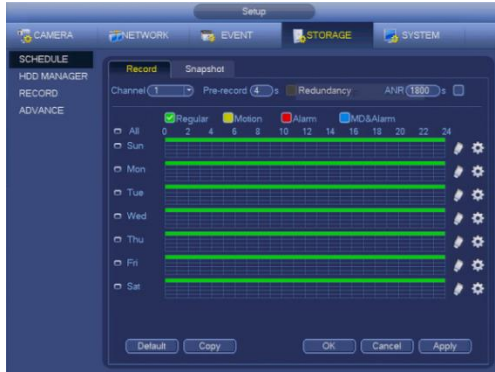 Setup
CAMERA NETWORK EVENT STORAGE SYSTEM
SCHEDULE
HDD MANAGER
RECORD
ADVANCE
Record Snapshot
Channel 1 Pre-record 4 s Redundancy ANR 1800 s
Regular Motion Alarm MD&Alarm
All 0 2 4 6 8 10 12 14 16 18 20 22 24
Sun
Mon
Tue
Wed
Thu
Fri
Sat
Default Copy OK Cancel Apply